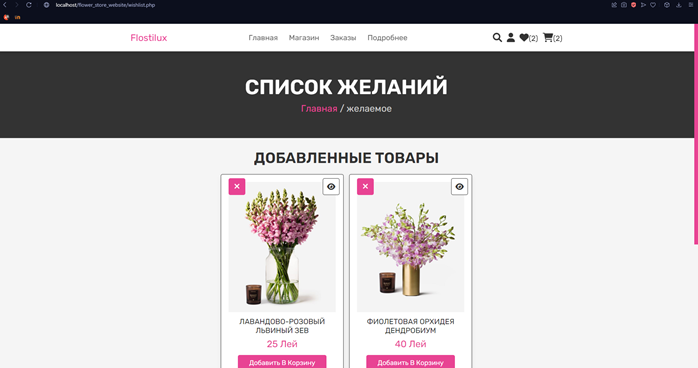 localhost/flower_store_website/wishlist.php
Flostilux
Главная Магазин Заказы Подробнее
(2) (2)
СПИСОК ЖЕЛАНИЙ
Главная / желаемое
ДОБАВЛЕННЫЕ ТОВАРЫ
ЛАВАНДОВО-РОЗОВЫЙ
ЛЬВИНЫЙ ЗЕВ
25 Лей
Добавить В Корзину
ФИОЛЕТОВАЯ ОРХИДЕЯ
ДЕНДРОБИУМ
40 Лей
Добавить В Корзину